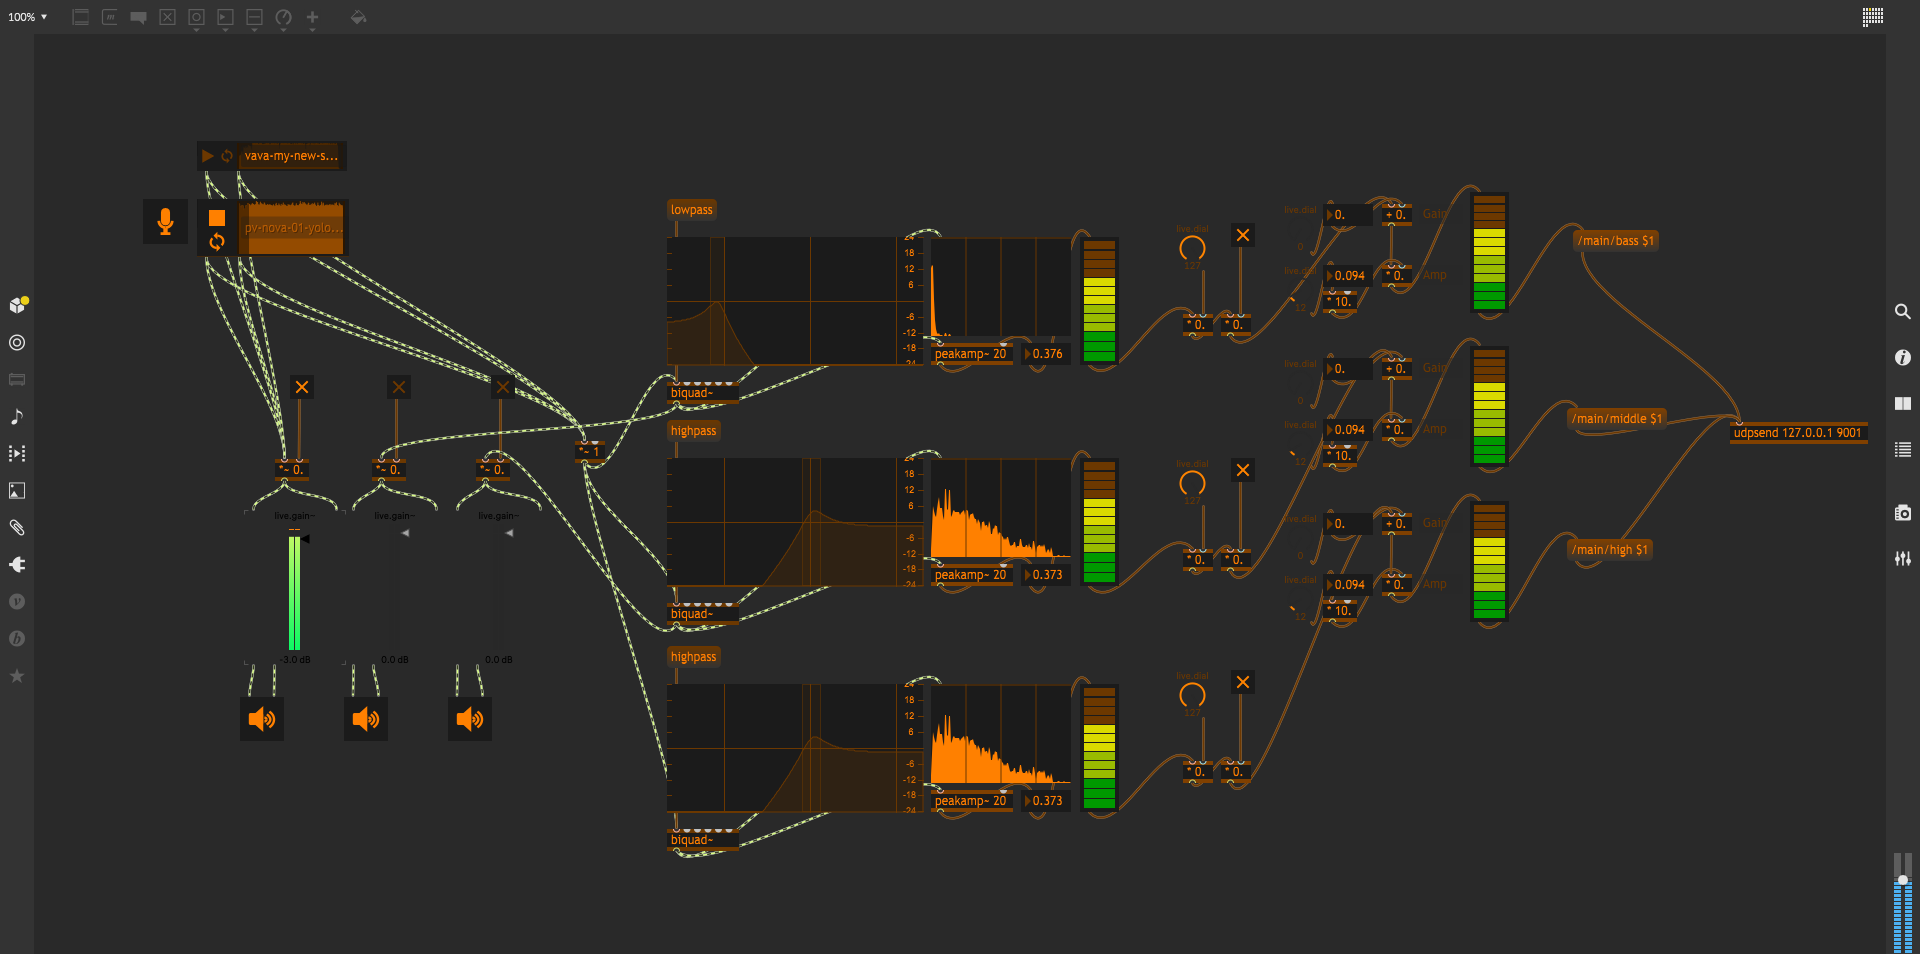 100%
m
vava-my-new-s...
pv-nova-01-yolo...
*~ 0.
*~ 0.
*~ 0.
*~ 1
live.gain~
live.gain~
live.gain~
-3.0 dB
0.0 dB
0.0 dB
lowpass
24
18
12
6
-6
-12
-18
-24
peakamp~ 20
0.376
biquad~
highpass
24
18
12
6
-6
-12
-18
-24
peakamp~ 20
0.373
biquad~
highpass
24
18
12
6
-6
-12
-18
-24
peakamp~ 20
0.373
biquad~
live.dial
127
* 0.
* 0.
live.dial
127
* 0.
* 0.
live.dial
127
* 0.
* 0.
live.dial
0.
+ 0.
Gain
0
live.dial
0.094
* 0.
Amp
12
* 10.
live.dial
0.
+ 0.
Gain
0
live.dial
0.094
* 0.
Amp
12
* 10.
live.dial
0.
+ 0.
Gain
0
live.dial
0.094
* 0.
Amp
12
* 10.
/main/bass $1
/main/middle $1
/main/high $1
udpsend 127.0.0.1 9001